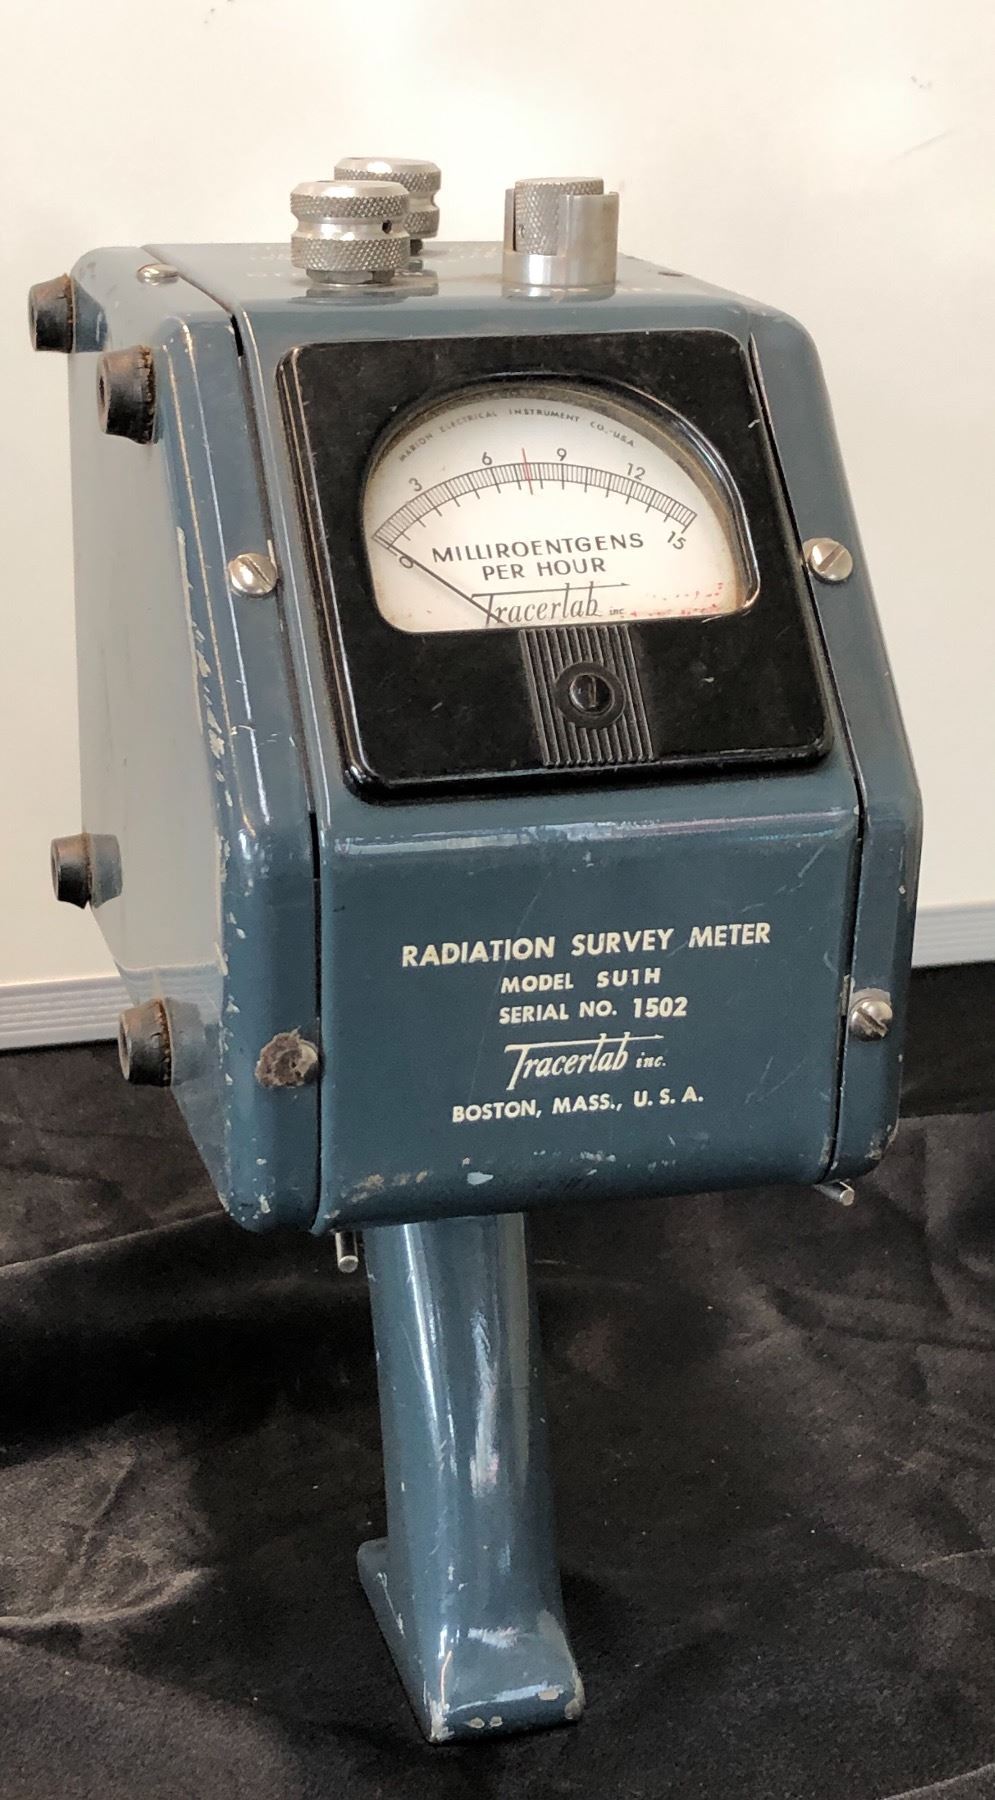 MARION ELECTRICAL INSTRUMENT CO.-USA
0 3 6 9 12 15
MILLIROENTGENS
PER HOUR
Tracerlab inc.
RADIATION SURVEY METER
MODEL SU1H
SERIAL NO. 1502
Tracerlab inc.
BOSTON, MASS., U.S.A.